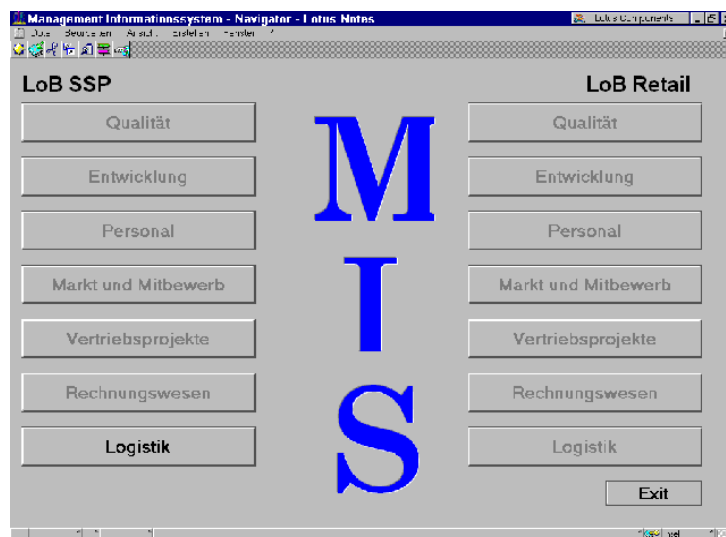 Management Informationssystem - Navigator - Lotus Notes
Lotus Components
LoB SSP
LoB Retail
Qualität
Qualität
Entwicklung
Entwicklung
Personal
Personal
Markt und Mitbewerb
Markt und Mitbewerb
Vertriebsprojekte
Vertriebsprojekte
Rechnungswesen
Rechnungswesen
Logistik
Logistik
M
I
S
Exit